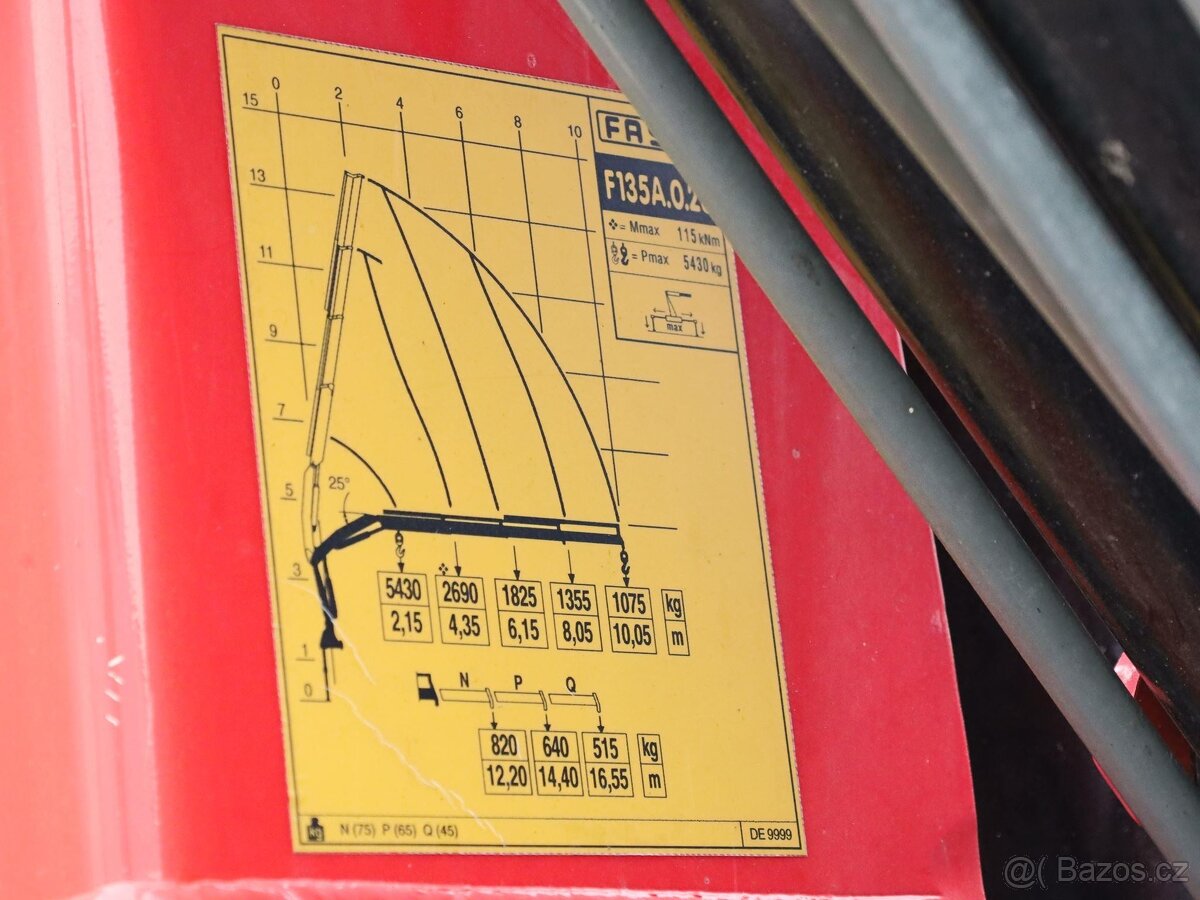 0 2 4 6 8 10
15
13
11
9
7
5
3
1
0
25°
FAS
F135A.0.2
= Mmax 115 kNm
= Pmax 5430 kg
max
5430 2690 1825 1355 1075 kg
2,15 4,35 6,15 8,05 10,05 m
N P Q
820 640 515 kg
12,20 14,40 16,55 m
N (75) P (65) Q (45)
DE 9999
@( Bazos.cz